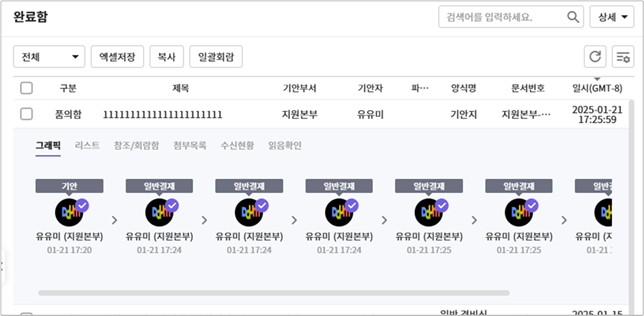 완료함
검색어를 입력하세요.
상세
전체
엑셀저장
복사
일괄회람
구분 제목 기안부서 기안자 파… 양식명 문서번호 일시(GMT-8)
품의함 1111111111111111111111 지원본부 유유미 기안지 지원본부-… 2025-01-21
17:25:59
그래픽 리스트 참조/회람함 첨부목록 수신현황 읽음확인
기안 일반결재 일반결재 일반결재 일반결재 일반결재
유유미 (지원본부) 유유미 (지원본부) 유유미 (지원본부) 유유미 (지원본부) 유유미 (지원본부) 유유미 (지원본부) 유유미 (지
01-21 17:20 01-21 17:24 01-21 17:24 01-21 17:24 01-21 17:25 01-21 17:25 01-21
2025-01-15